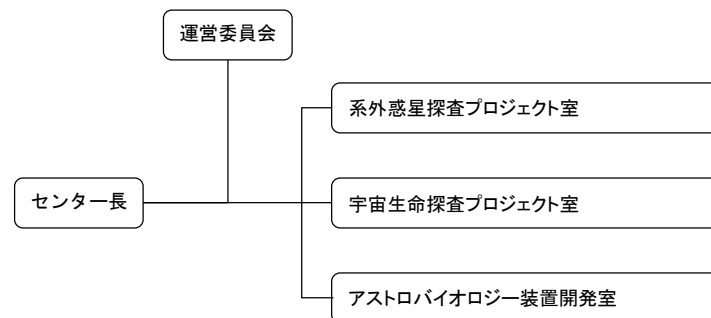 運営委員会
系外惑星探査プロジェクト室
センター長
宇宙生命探査プロジェクト室
アストロバイオロジー装置開発室